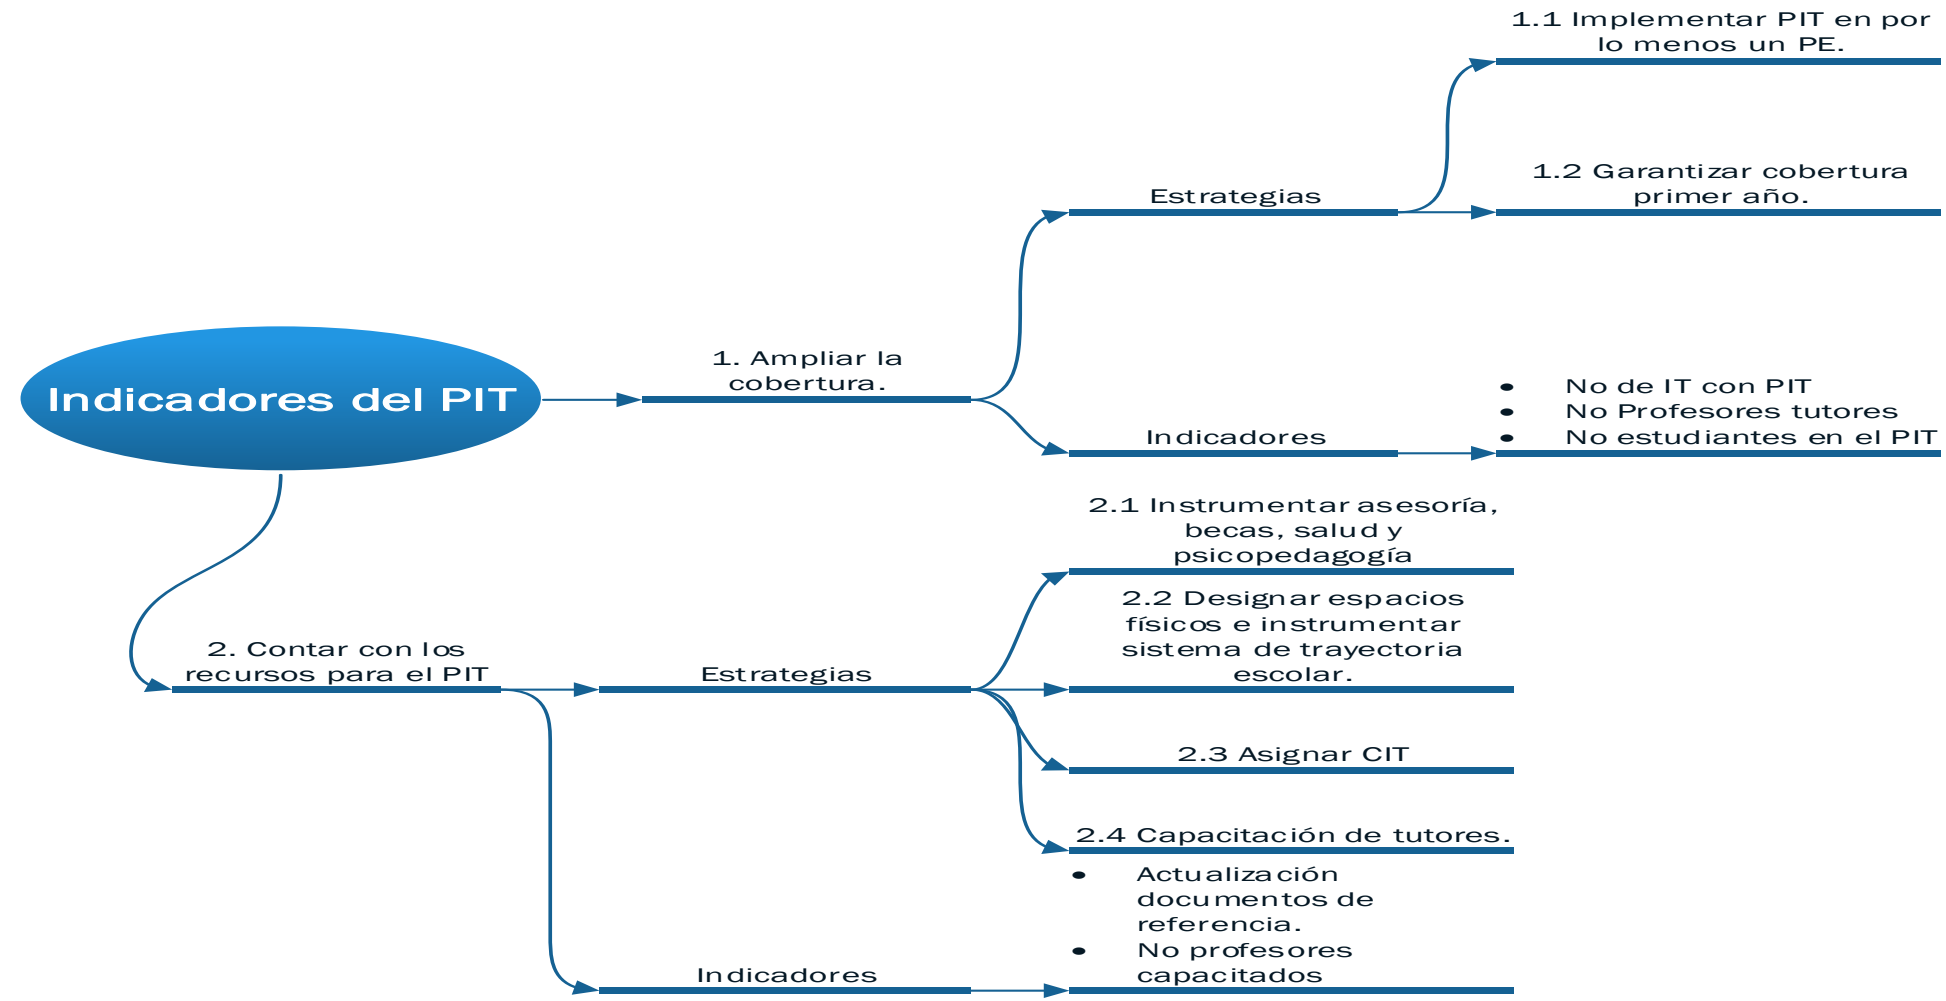 Indicadores del PIT
1. Ampliar la
cobertura.
Estrategias
1.1 Implementar PIT en por
lo menos un PE.
1.2 Garantizar cobertura
primer año.
Indicadores
• No de IT con PIT
• No Profesores tutores
• No estudiantes en el PIT
2. Contar con los
recursos para el PIT
Estrategias
2.1 Instrumentar asesoría,
becas, salud y
psicopedagogía
2.2 Designar espacios
físicos e instrumentar
sistema de trayectoria
escolar.
2.3 Asignar CIT
2.4 Capacitación de tutores.
Indicadores
• Actualización
documentos de
referencia.
• No profesores
capacitados